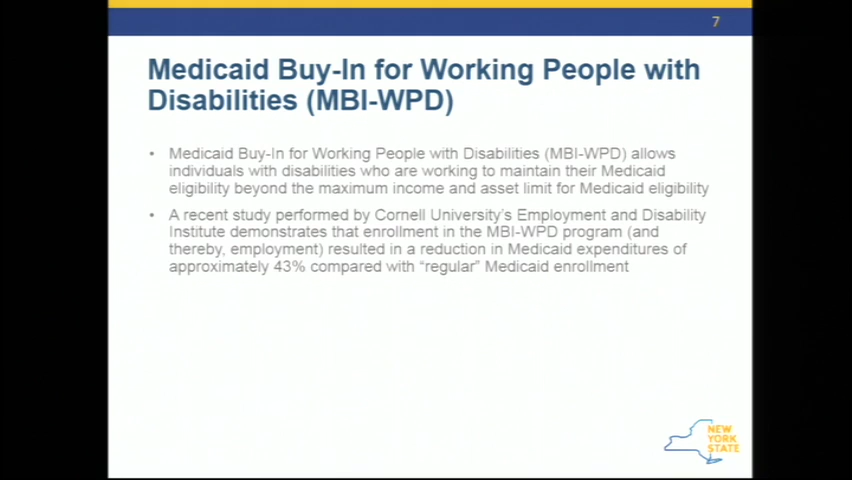 7
Medicaid Buy-In for Working People with
Disabilities (MBI-WPD)
• Medicaid Buy-In for Working People with Disabilities (MBI-WPD) allows
individuals with disabilities who are working to maintain their Medicaid
eligibility beyond the maximum income and asset limit for Medicaid eligibility
• A recent study performed by Cornell University's Employment and Disability
Institute demonstrates that enrollment in the MBI-WPD program (and
thereby, employment) resulted in a reduction in Medicaid expenditures of
approximately 43% compared with “regular” Medicaid enrollment
NEW
YORK
STATE